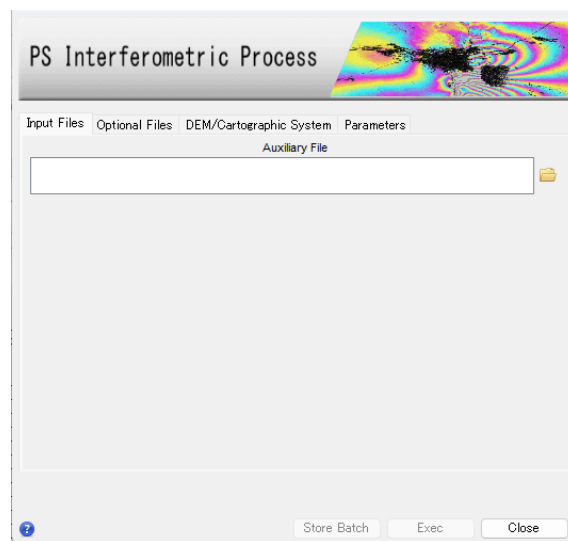 PS Interferometric Process
Input Files Optional Files DEM/Cartographic System Parameters
Auxiliary File
Store Batch Exec Close